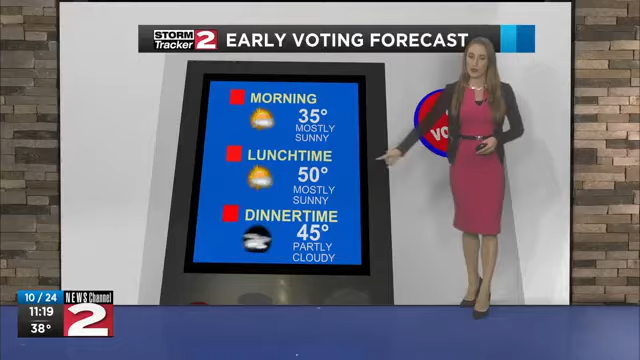 STORM
Tracker 2 EARLY VOTING FORECAST
MORNING
35°
MOSTLY
SUNNY
LUNCHTIME
50°
MOSTLY
SUNNY
DINNERTIME
45°
PARTLY
CLOUDY
10 / 24
11:19
38°
NEWS Channel
2